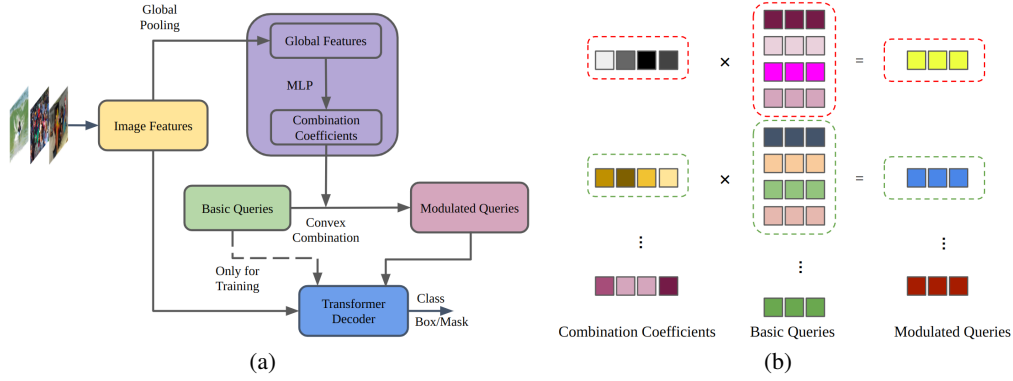 Global
Pooling
Global Features
MLP
Image Features
Combination
Coefficients
Basic Queries
Convex
Combination
Modulated Queries
Only for
Training
Transformer
Decoder
Class
Box/Mask
(a)
× =
× =
... ... ...
Combination Coefficients Basic Queries Modulated Queries
(b)